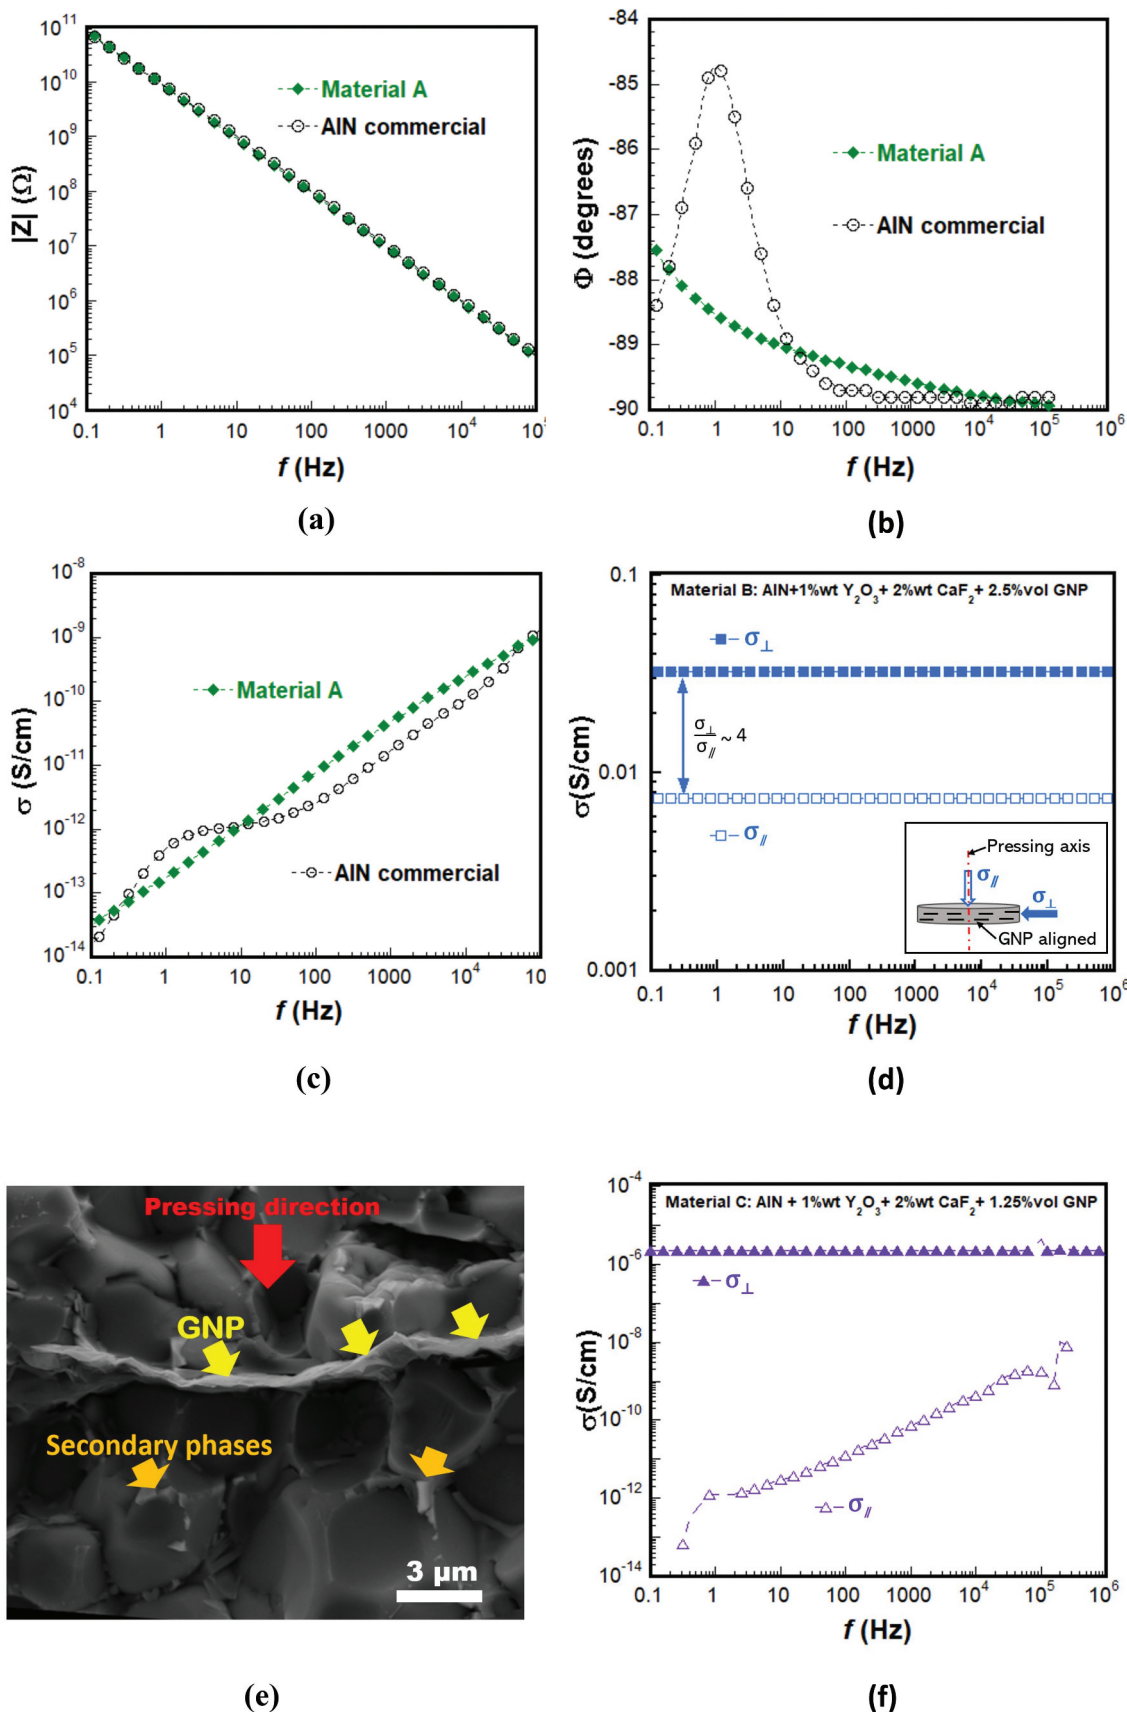 10¹¹
10¹⁰
10⁹
10⁸
10⁷
10⁶
10⁵
10⁴
|Z| (Ω)
Material A
AlN commercial
0.1 1 10 100 1000 10⁴ 10⁵
f (Hz)
(a)
-84
-85
-86
-87
-88
-89
-90
Φ (degrees)
Material A
AlN commercial
0.1 1 10 100 1000 10⁴ 10⁵ 10⁶
f (Hz)
(b)
10⁻⁸
10⁻⁹
10⁻¹⁰
10⁻¹¹
10⁻¹²
10⁻¹³
10⁻¹⁴
σ (S/cm)
Material A
AlN commercial
0.1 1 10 100 1000 10⁴ 10
f (Hz)
(c)
0.1
0.01
0.001
σ(S/cm)
Material B: AlN+1%wt Y₂O₃+ 2%wt CaF₂+ 2.5%vol GNP
σ⊥
σ⊥/σ∥ ~ 4
σ∥
Pressing axis
σ∥
σ⊥
GNP aligned
0.1 1 10 100 1000 10⁴ 10⁵ 10⁶
f (Hz)
(d)
Pressing direction
GNP
Secondary phases
3 µm
(e)
10⁻⁴
10⁻⁶
10⁻⁸
10⁻¹⁰
10⁻¹²
10⁻¹⁴
σ(S/cm)
Material C: AlN + 1%wt Y₂O₃+ 2%wt CaF₂+ 1.25%vol GNP
σ⊥
σ∥
0.1 1 10 100 1000 10⁴ 10⁵ 10⁶
f (Hz)
(f)